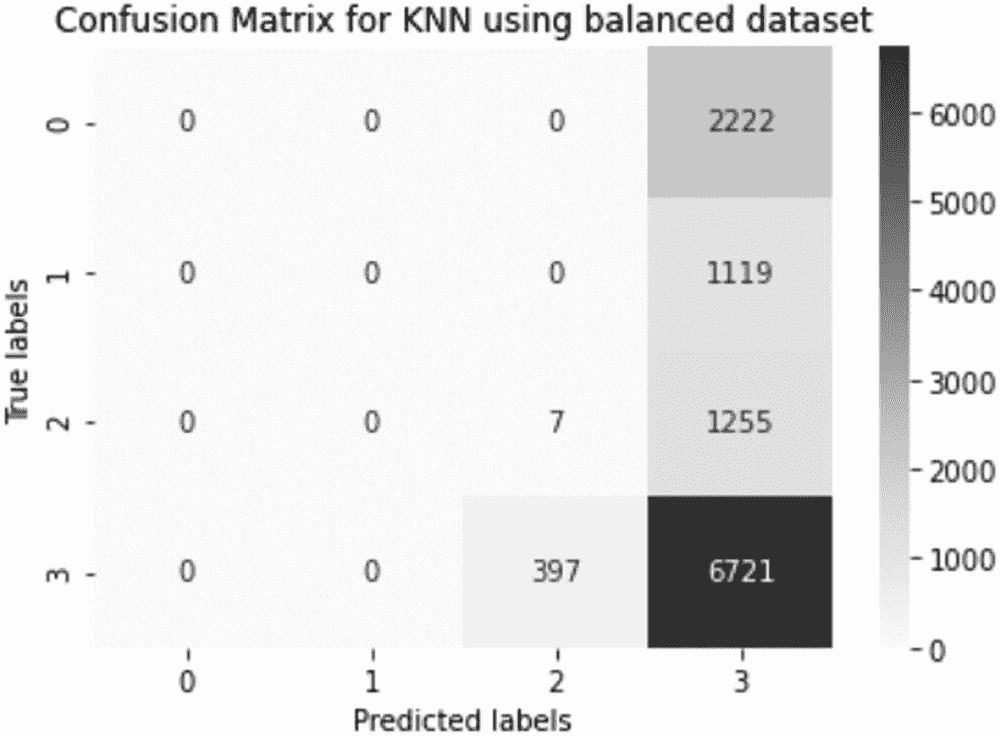 Confusion Matrix for KNN using balanced dataset
True labels
0 0 0 0 2222
1 0 0 0 1119
2 0 0 7 1255
3 0 0 397 6721
0 1 2 3
Predicted labels
6000
5000
4000
3000
2000
1000
0